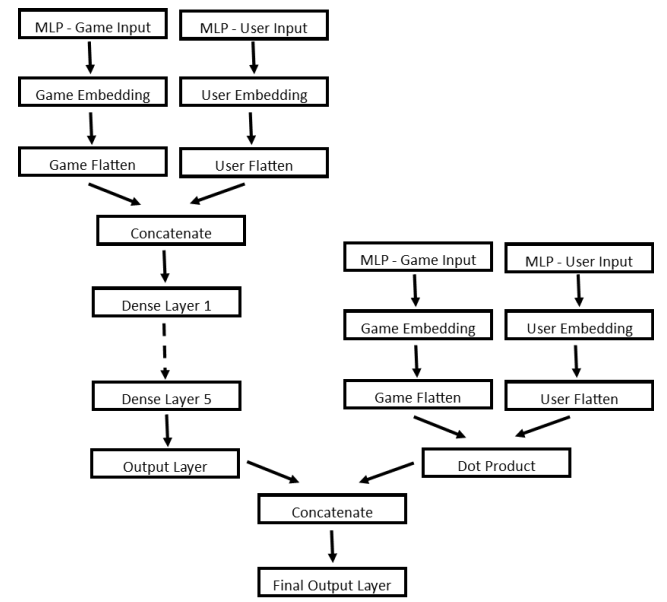 MLP - Game Input
MLP - User Input
Game Embedding
User Embedding
Game Flatten
User Flatten
Concatenate
Dense Layer 1
Dense Layer 5
Output Layer
MLP - Game Input
MLP - User Input
Game Embedding
User Embedding
Game Flatten
User Flatten
Dot Product
Concatenate
Final Output Layer